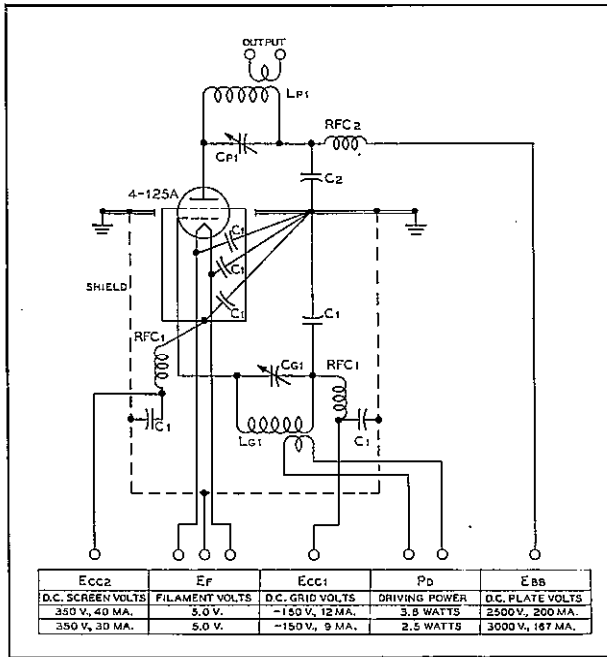 OUTPUT
LP1
RFC2
CP1
C2
4-125A
C1
C1
C1
SHIELD
C1
RFC1
CG1
RFC1
C1
LG1
C1
ECC2 EF ECC1 PD EBB
D.C. SCREEN VOLTS FILAMENT VOLTS D.C. GRID VOLTS DRIVING POWER D.C. PLATE VOLTS
350 V., 40 MA. 5.0 V. -150 V., 12 MA. 3.8 WATTS 2500 V., 200 MA.
350 V., 30 MA. 5.0 V. -150 V., 9 MA. 2.5 WATTS 3000 V., 167 MA.